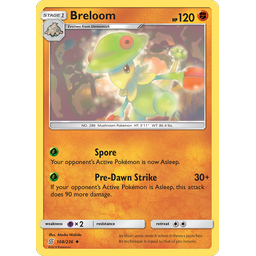 STAGE 1 Breloom HP 120
Evolves from Shroomish
NO. 286 Mushroom Pokémon HT: 3'11" WT: 86.4 lbs.
Spore
Your opponent's Active Pokémon is now Asleep.
Pre-Dawn Strike 30+
If your opponent's Active Pokémon is Asleep, this attack
does 90 more damage.
weakness ×2 resistance retreat
109/236